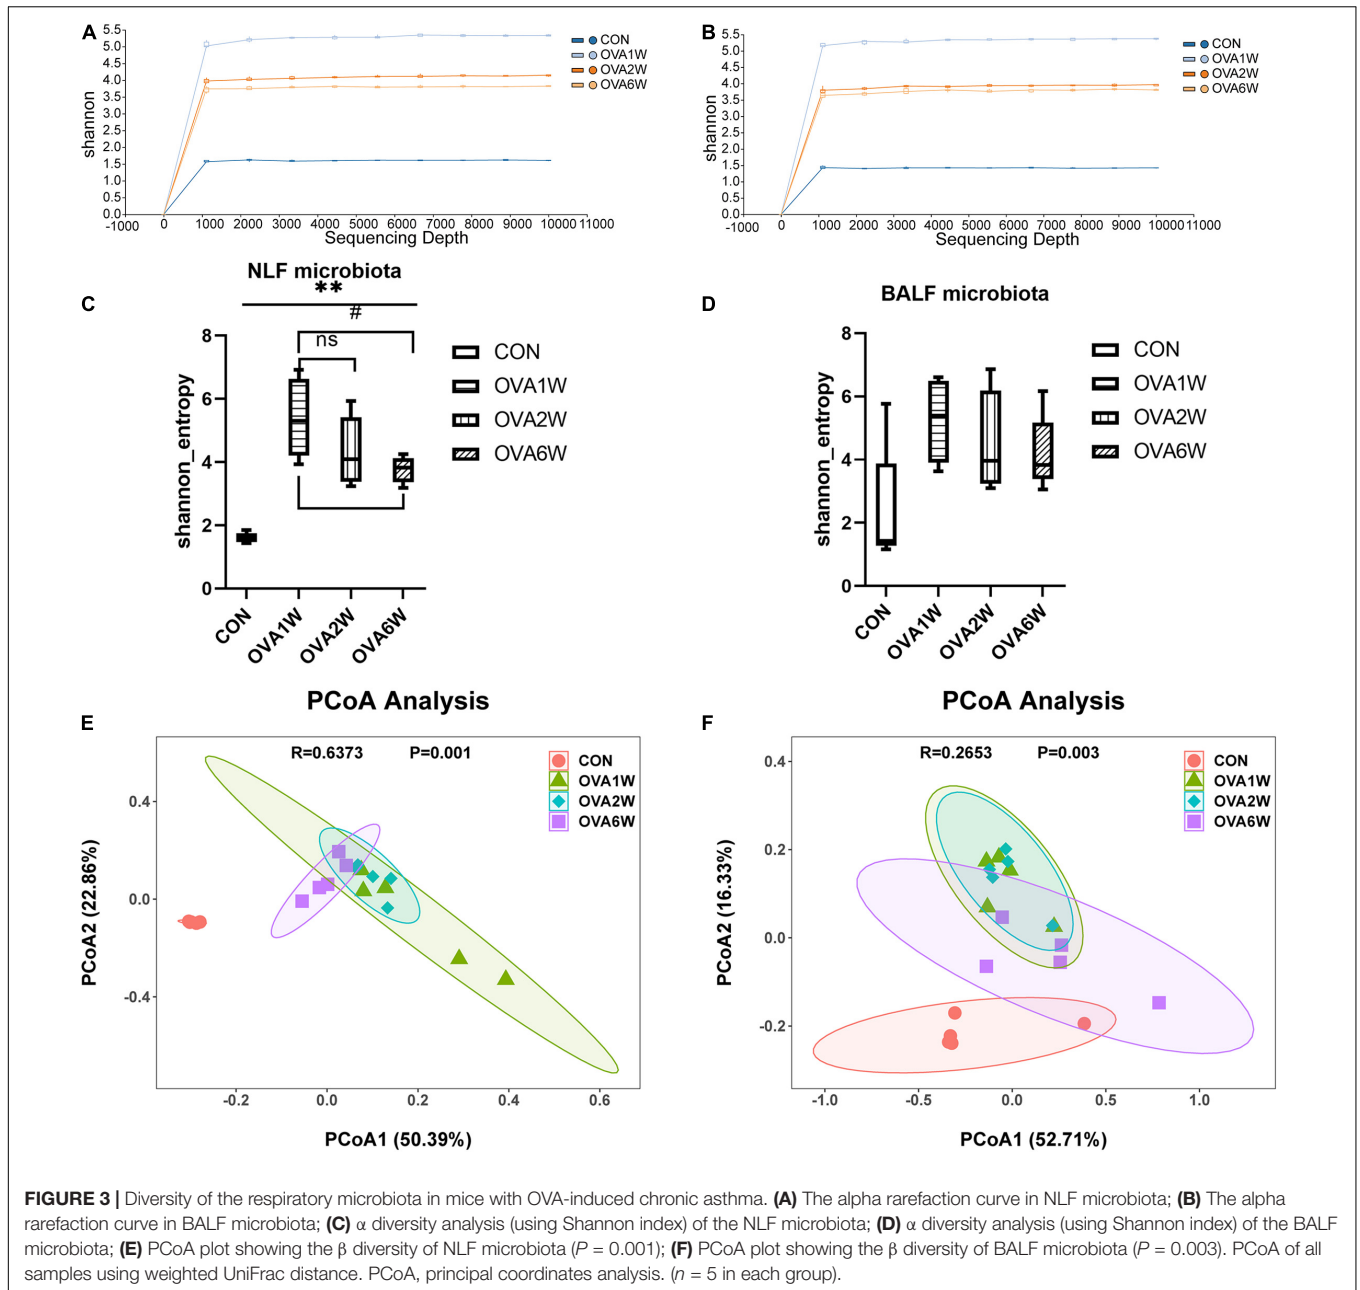 A
5.5
5.0
4.5
4.0
3.5
3.0
2.5
2.0
1.5
1.0
0.5
0.0
shannon
-1000 0 1000 2000 3000 4000 5000 6000 7000 8000 9000 10000 11000
Sequencing Depth
CON
OVA1W
OVA2W
OVA6W
B
5.5
5.0
4.5
4.0
3.5
3.0
2.5
2.0
1.5
1.0
0.5
0.0
shannon
-1000 0 1000 2000 3000 4000 5000 6000 7000 8000 9000 10000 11000
Sequencing Depth
CON
OVA1W
OVA2W
OVA6W
C
NLF microbiota
**
#
ns
8
6
4
2
0
shannon_entropy
CON OVA1W OVA2W OVA6W
CON
OVA1W
OVA2W
OVA6W
D
BALF microbiota
8
6
4
2
0
shannon_entropy
CON OVA1W OVA2W OVA6W
CON
OVA1W
OVA2W
OVA6W
E
PCoA Analysis
R=0.6373 P=0.001
CON
OVA1W
OVA2W
OVA6W
0.4
0.0
-0.4
PCoA2 (22.86%)
-0.2 0.0 0.2 0.4 0.6
PCoA1 (50.39%)
F
PCoA Analysis
R=0.2653 P=0.003
CON
OVA1W
OVA2W
OVA6W
0.4
0.2
0.0
-0.2
PCoA2 (16.33%)
-1.0 -0.5 0.0 0.5 1.0
PCoA1 (52.71%)
FIGURE 3 | Diversity of the respiratory microbiota in mice with OVA-induced chronic asthma. (A) The alpha rarefaction curve in NLF microbiota; (B) The alpha
rarefaction curve in BALF microbiota; (C) α diversity analysis (using Shannon index) of the NLF microbiota; (D) α diversity analysis (using Shannon index) of the BALF
microbiota; (E) PCoA plot showing the β diversity of NLF microbiota (P = 0.001); (F) PCoA plot showing the β diversity of BALF microbiota (P = 0.003). PCoA of all
samples using weighted UniFrac distance. PCoA, principal coordinates analysis. (n = 5 in each group).